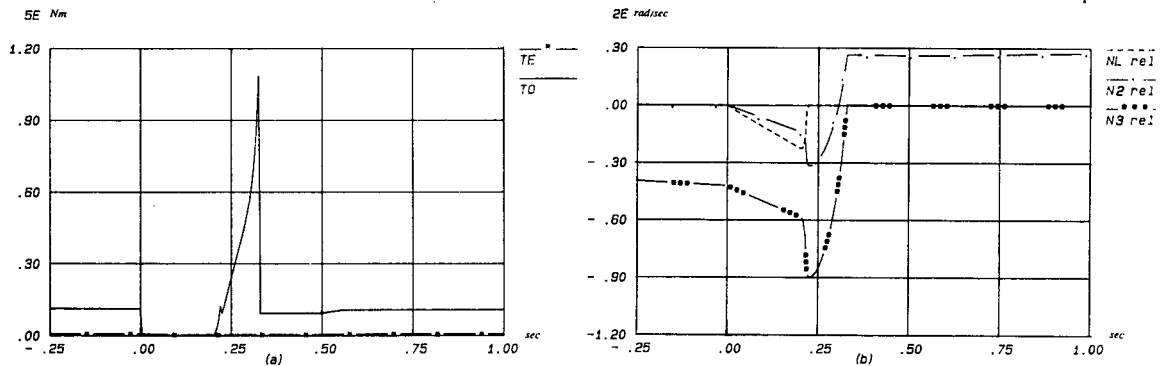 5E Nm
1.20
.90
.60
.30
.00
- .25 .00 .25 .50 .75 1.00 sec
(a)
TE
TO
2E rad/sec
.30
.00
- .30
- .60
- .90
-1.20
- .25 .00 .25 .50 .75 1.00 sec
(b)
NL rel
N2 rel
N3 rel